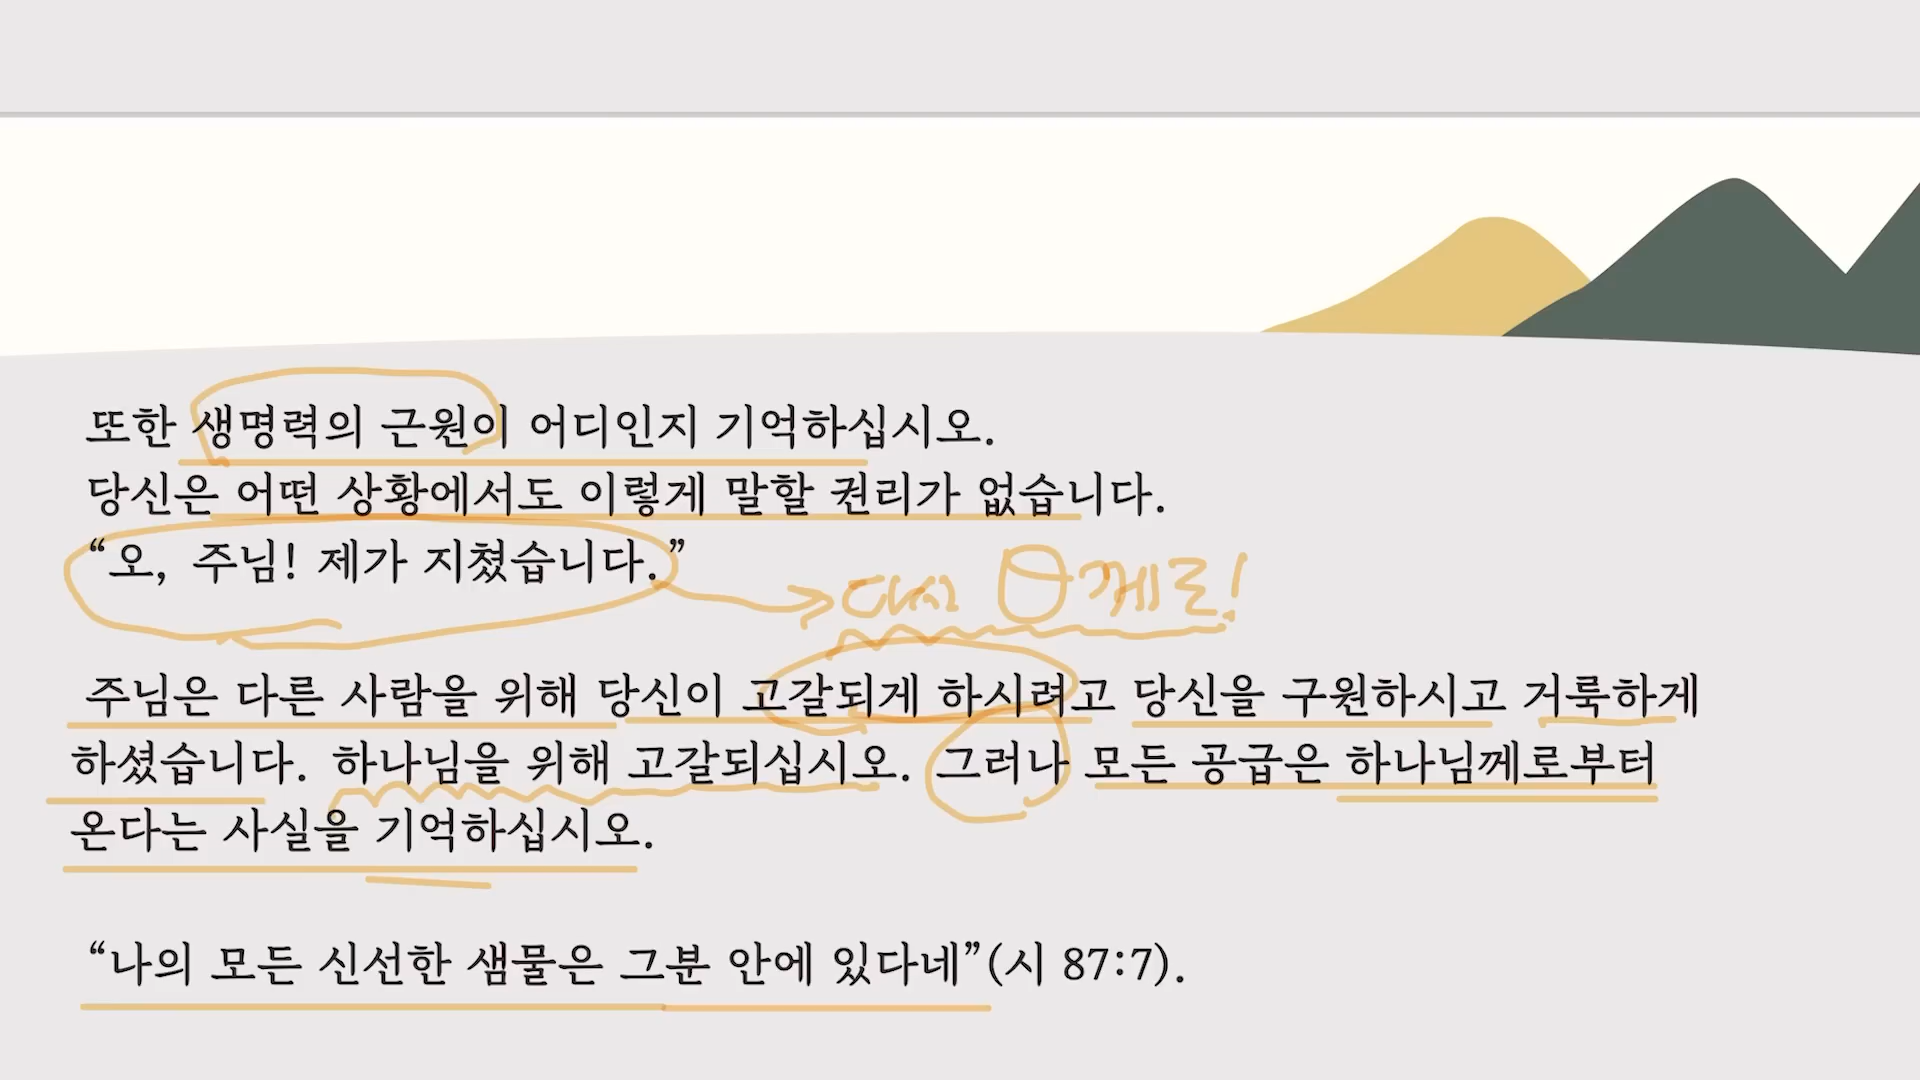 또한 생명력의 근원이 어디인지 기억하십시오.
당신은 어떤 상황에서도 이렇게 말할 권리가 없습니다.
“오, 주님! 제가 지쳤습니다.”
다시 께로!
주님은 다른 사람을 위해 당신이 고갈되게 하시려고 당신을 구원하시고 거룩하게
하셨습니다. 하나님을 위해 고갈되십시오. 그러나 모든 공급은 하나님께로부터
온다는 사실을 기억하십시오.
“나의 모든 신선한 샘물은 그분 안에 있다네”(시 87:7).